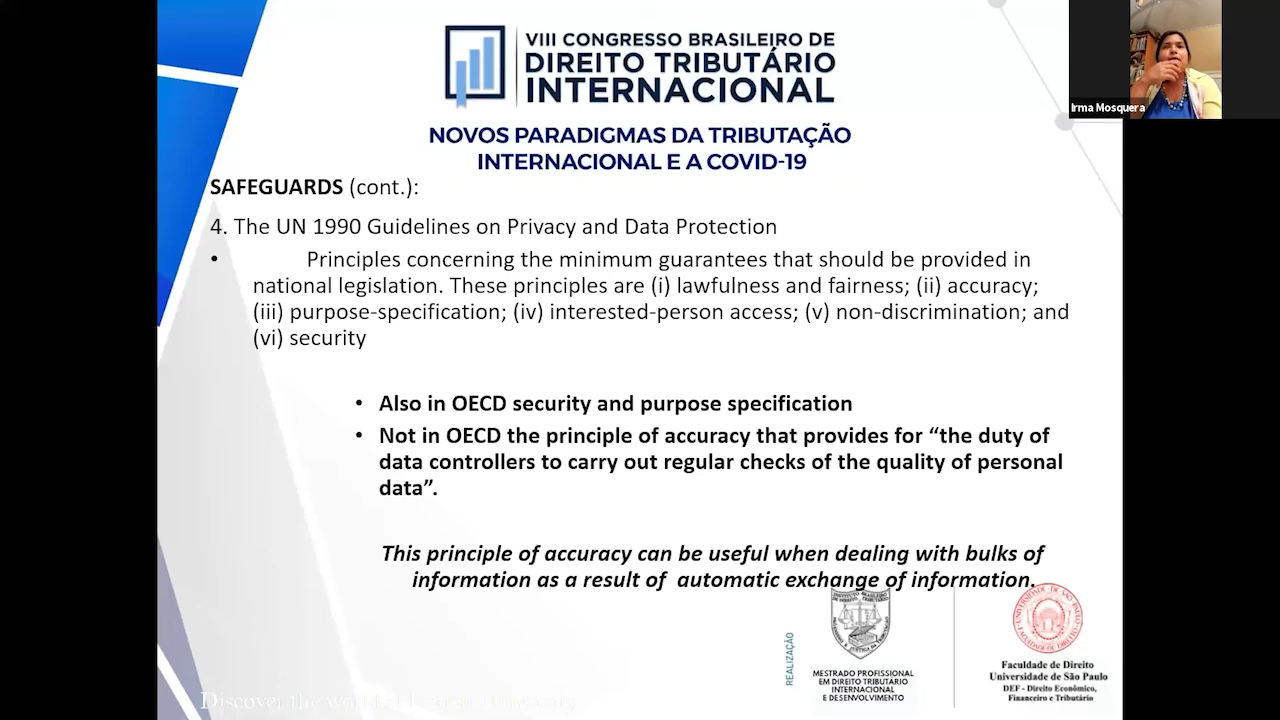 VIII CONGRESSO BRASILEIRO DE
DIREITO TRIBUTÁRIO
INTERNACIONAL
NOVOS PARADIGMAS DA TRIBUTAÇÃO
INTERNACIONAL E A COVID-19
Irma Mosquera
SAFEGUARDS (cont.):
4. The UN 1990 Guidelines on Privacy and Data Protection
• Principles concerning the minimum guarantees that should be provided in
national legislation. These principles are (i) lawfulness and fairness; (ii) accuracy;
(iii) purpose-specification; (iv) interested-person access; (v) non-discrimination; and
(vi) security
• Also in OECD security and purpose specification
• Not in OECD the principle of accuracy that provides for “the duty of
data controllers to carry out regular checks of the quality of personal
data”.
This principle of accuracy can be useful when dealing with bulks of
information as a result of automatic exchange of information.
REALIZAÇÃO
MESTRADO PROFISSIONAL
EM DIREITO TRIBUTÁRIO
INTERNACIONAL
E DESENVOLVIMENTO
Faculdade de Direito
Universidade de São Paulo
DEF - Direito Econômico,
Financeiro e Tributário
Discover the world